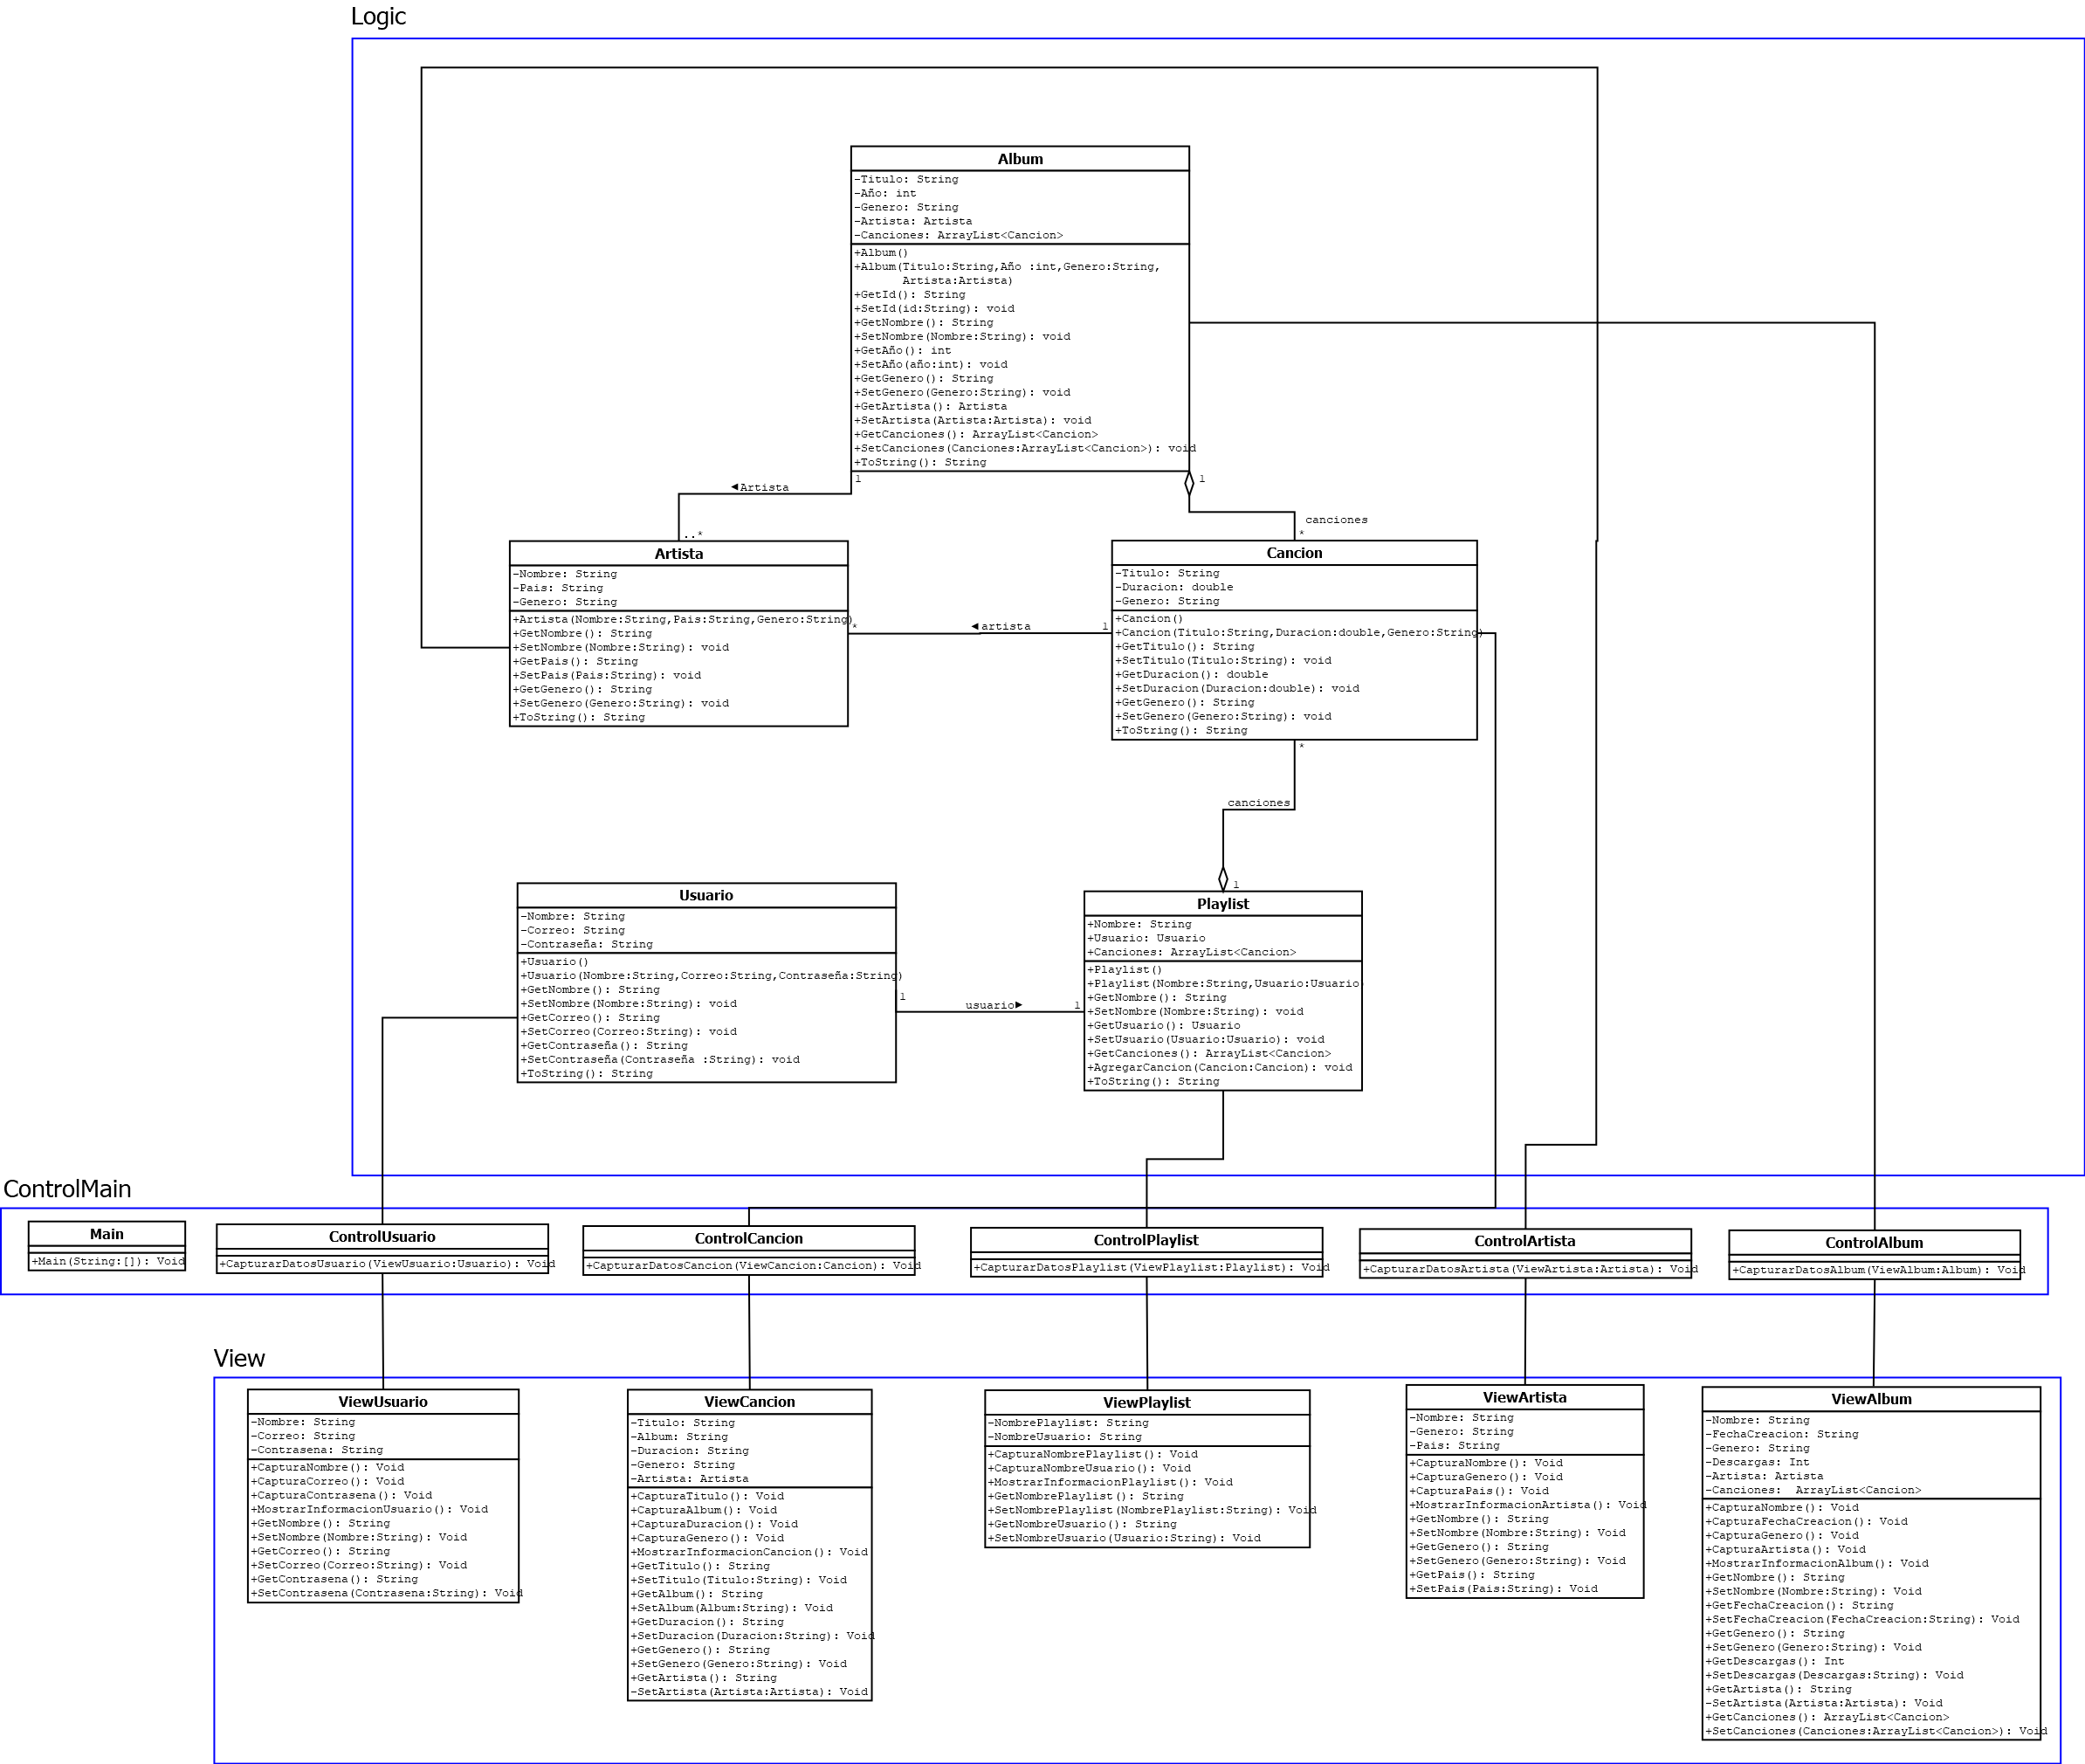 Logic
Album
-Titulo: String
-Año: int
-Genero: String
-Artista: Artista
-Canciones: ArrayList<Cancion>
+Album()
+Album(Titulo:String,Año :int,Genero:String,
Artista:Artista)
+GetId(): String
+SetId(id:String): void
+GetNombre(): String
+SetNombre(Nombre:String): void
+GetAño(): int
+SetAño(año:int): void
+GetGenero(): String
+SetGenero(Genero:String): void
+GetArtista(): Artista
+SetArtista(Artista:Artista): void
+GetCanciones(): ArrayList<Cancion>
+SetCanciones(Canciones:ArrayList<Cancion>): void
+ToString(): String
1
1
◄Artista
canciones
..*
*
Artista
-Nombre: String
-Pais: String
-Genero: String
+Artista(Nombre:String,Pais:String,Genero:String)
+GetNombre(): String
+SetNombre(Nombre:String): void
+GetPais(): String
+SetPais(Pais:String): void
+GetGenero(): String
+SetGenero(Genero:String): void
+ToString(): String
*
◄artista
1
Cancion
-Titulo: String
-Duracion: double
-Genero: String
+Cancion()
+Cancion(Titulo:String,Duracion:double,Genero:String)
+GetTitulo(): String
+SetTitulo(Titulo:String): void
+GetDuracion(): double
+SetDuracion(Duracion:double): void
+GetGenero(): String
+SetGenero(Genero:String): void
+ToString(): String
*
canciones
1
Usuario
-Nombre: String
-Correo: String
-Contraseña: String
+Usuario()
+Usuario(Nombre:String,Correo:String,Contraseña:String)
+GetNombre(): String
+SetNombre(Nombre:String): void
+GetCorreo(): String
+SetCorreo(Correo:String): void
+GetContraseña(): String
+SetContraseña(Contraseña :String): void
+ToString(): String
1
usuario►
1
Playlist
+Nombre: String
+Usuario: Usuario
+Canciones: ArrayList<Cancion>
+Playlist()
+Playlist(Nombre:String,Usuario:Usuario)
+GetNombre(): String
+SetNombre(Nombre:String): void
+GetUsuario(): Usuario
+SetUsuario(Usuario:Usuario): void
+GetCanciones(): ArrayList<Cancion>
+AgregarCancion(Cancion:Cancion): void
+ToString(): String
ControlMain
Main
+Main(String:[]): Void
ControlUsuario
+CapturarDatosUsuario(ViewUsuario:Usuario): Void
ControlCancion
+CapturarDatosCancion(ViewCancion:Cancion): Void
ControlPlaylist
+CapturarDatosPlaylist(ViewPlaylist:Playlist): Void
ControlArtista
+CapturarDatosArtista(ViewArtista:Artista): Void
ControlAlbum
+CapturarDatosAlbum(ViewAlbum:Album): Void
View
ViewUsuario
-Nombre: String
-Correo: String
-Contrasena: String
+CapturaNombre(): Void
+CapturaCorreo(): Void
+CapturaContrasena(): Void
+MostrarInformacionUsuario(): Void
+GetNombre(): String
+SetNombre(Nombre:String): Void
+GetCorreo(): String
+SetCorreo(Correo:String): Void
+GetContrasena(): String
+SetContrasena(Contrasena:String): Void
ViewCancion
-Titulo: String
-Album: String
-Duracion: String
-Genero: String
-Artista: Artista
+CapturaTitulo(): Void
+CapturaAlbum(): Void
+CapturaDuracion(): Void
+CapturaGenero(): Void
+MostrarInformacionCancion(): Void
+GetTitulo(): String
+SetTitulo(Titulo:String): Void
+GetAlbum(): String
+SetAlbum(Album:String): Void
+GetDuracion(): String
+SetDuracion(Duracion:String): Void
+GetGenero(): String
+SetGenero(Genero:String): Void
+GetArtista(): String
-SetArtista(Artista:Artista): Void
ViewPlaylist
-NombrePlaylist: String
-NombreUsuario: String
+CapturaNombrePlaylist(): Void
+CapturaNombreUsuario(): Void
+MostrarInformacionPlaylist(): Void
+GetNombrePlaylist(): String
+SetNombrePlaylist(NombrePlaylist:String): Void
+GetNombreUsuario(): String
+SetNombreUsuario(Usuario:String): Void
ViewArtista
-Nombre: String
-Genero: String
-Pais: String
+CapturaNombre(): Void
+CapturaGenero(): Void
+CapturaPais(): Void
+MostrarInformacionArtista(): Void
+GetNombre(): String
+SetNombre(Nombre:String): Void
+GetGenero(): String
+SetGenero(Genero:String): Void
+GetPais(): String
+SetPais(Pais:String): Void
ViewAlbum
-Nombre: String
-FechaCreacion: String
-Genero: String
-Descargas: Int
-Artista: Artista
-Canciones:  ArrayList<Cancion>
+CapturaNombre(): Void
+CapturaFechaCreacion(): Void
+CapturaGenero(): Void
+CapturaArtista(): Void
+MostrarInformacionAlbum(): Void
+GetNombre(): String
+SetNombre(Nombre:String): Void
+GetFechaCreacion(): String
+SetFechaCreacion(FechaCreacion:String): Void
+GetGenero(): String
+SetGenero(Genero:String): Void
+GetDescargas(): Int
+SetDescargas(Descargas:String): Void
+GetArtista(): String
-SetArtista(Artista:Artista): Void
+GetCanciones(): ArrayList<Cancion>
+SetCanciones(Canciones:ArrayList<Cancion>): Void